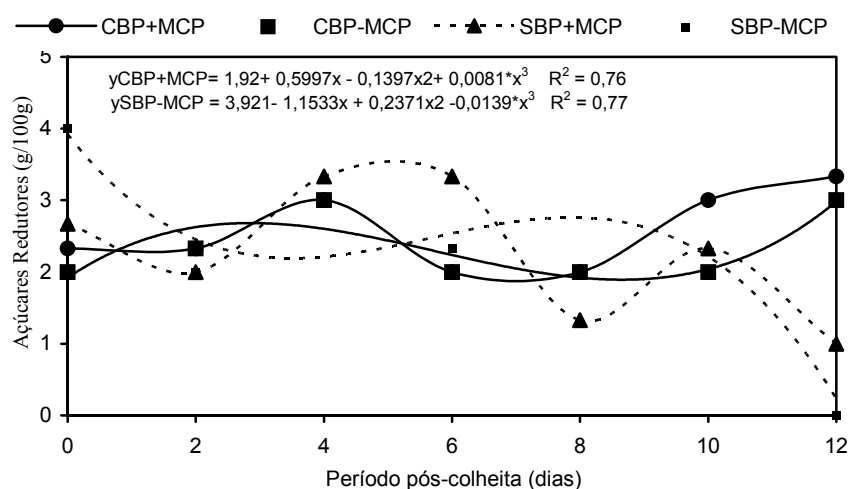 CBP+MCP CBP-MCP SBP+MCP SBP-MCP
yCBP+MCP= 1,92+ 0,5997x - 0,1397x2+ 0,0081*x³ R² = 0,76
ySBP-MCP = 3,921- 1,1533x + 0,2371x2 -0,0139*x³ R² = 0,77
Açúcares Redutores (g/100g)
5
4
3
2
1
0
0 2 4 6 8 10 12
Período pós-colheita (dias)